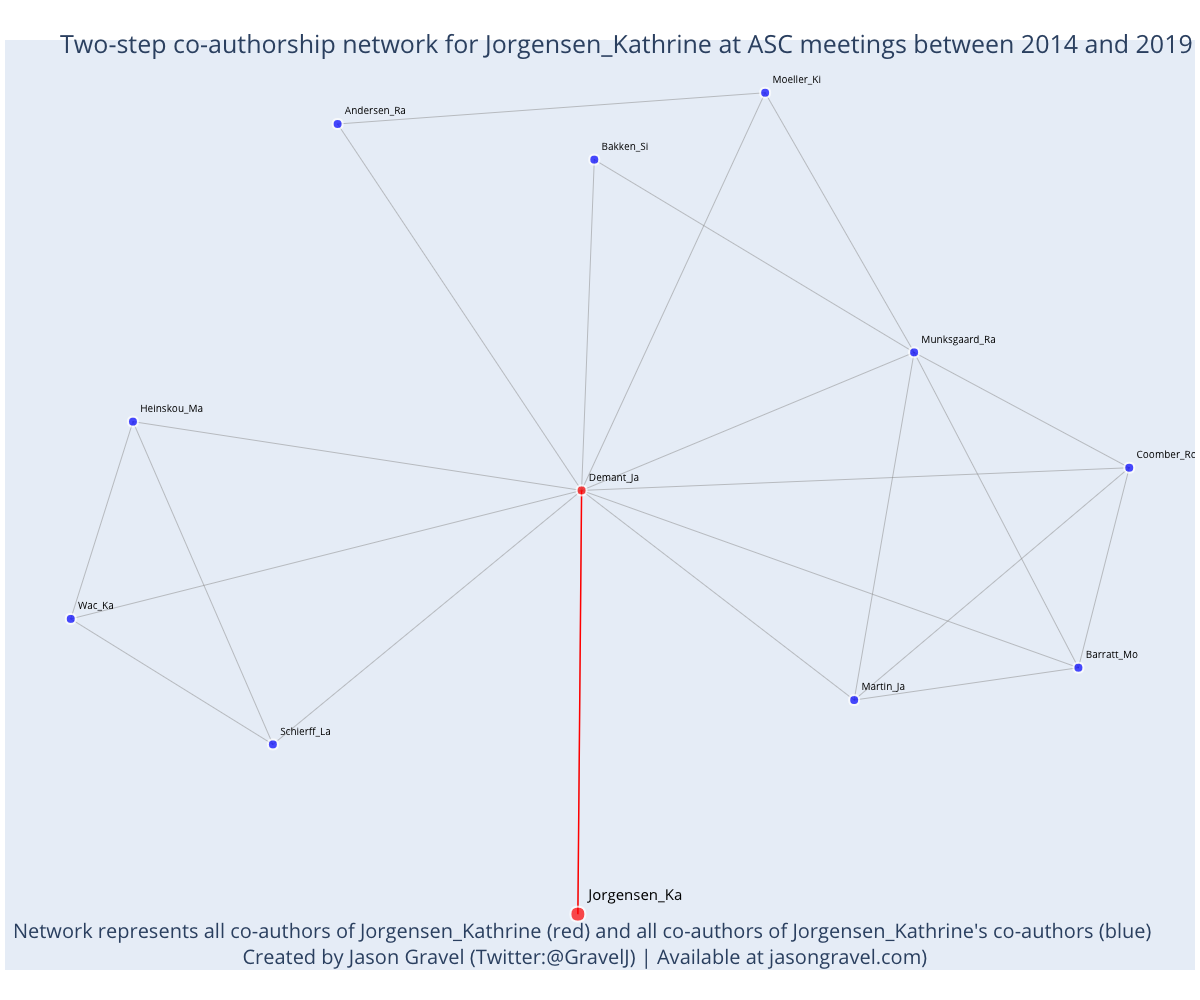 Two-step co-authorship network for Jorgensen_Kathrine at ASC meetings between 2014 and 2019
Moeller_Ki
Andersen_Ra
Bakken_Si
Munksgaard_Ra
Heinskou_Ma
Coomber_Ro
Demant_Ja
Wac_Ka
Barratt_Mo
Martin_Ja
Schierff_La
Jorgensen_Ka
Network represents all co-authors of Jorgensen_Kathrine (red) and all co-authors of Jorgensen_Kathrine's co-authors (blue)
Created by Jason Gravel (Twitter:@GravelJ) | Available at jasongravel.com)